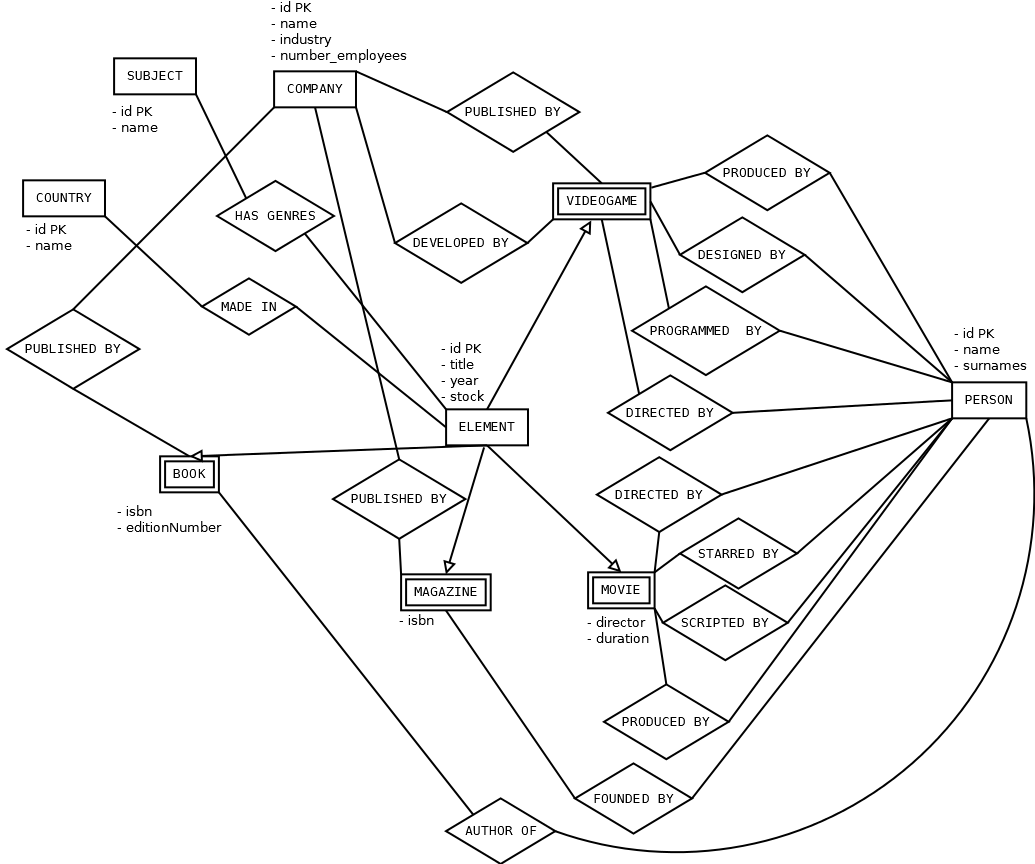 - id PK
- name
- industry
- number_employees
SUBJECT
COMPANY
- id PK
- name
PUBLISHED BY
PRODUCED BY
COUNTRY
VIDEOGAME
HAS GENRES
- id PK
- name
DEVELOPED BY
DESIGNED BY
MADE IN
PROGRAMMED  BY
- id PK
- name
- surnames
PUBLISHED BY
- id PK
- title
- year
- stock
PERSON
DIRECTED BY
ELEMENT
BOOK
DIRECTED BY
PUBLISHED BY
- isbn
- editionNumber
STARRED BY
MAGAZINE
MOVIE
- isbn
- director
- duration
SCRIPTED BY
PRODUCED BY
FOUNDED BY
AUTHOR OF